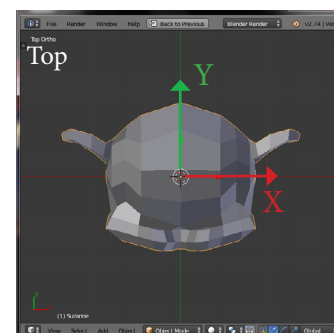 File Render Window Help Back to Previous Blender Render v2.74
Top Ortho
Top
Y
X
(1) Suzanne
View Select Add Object Object Mode Global